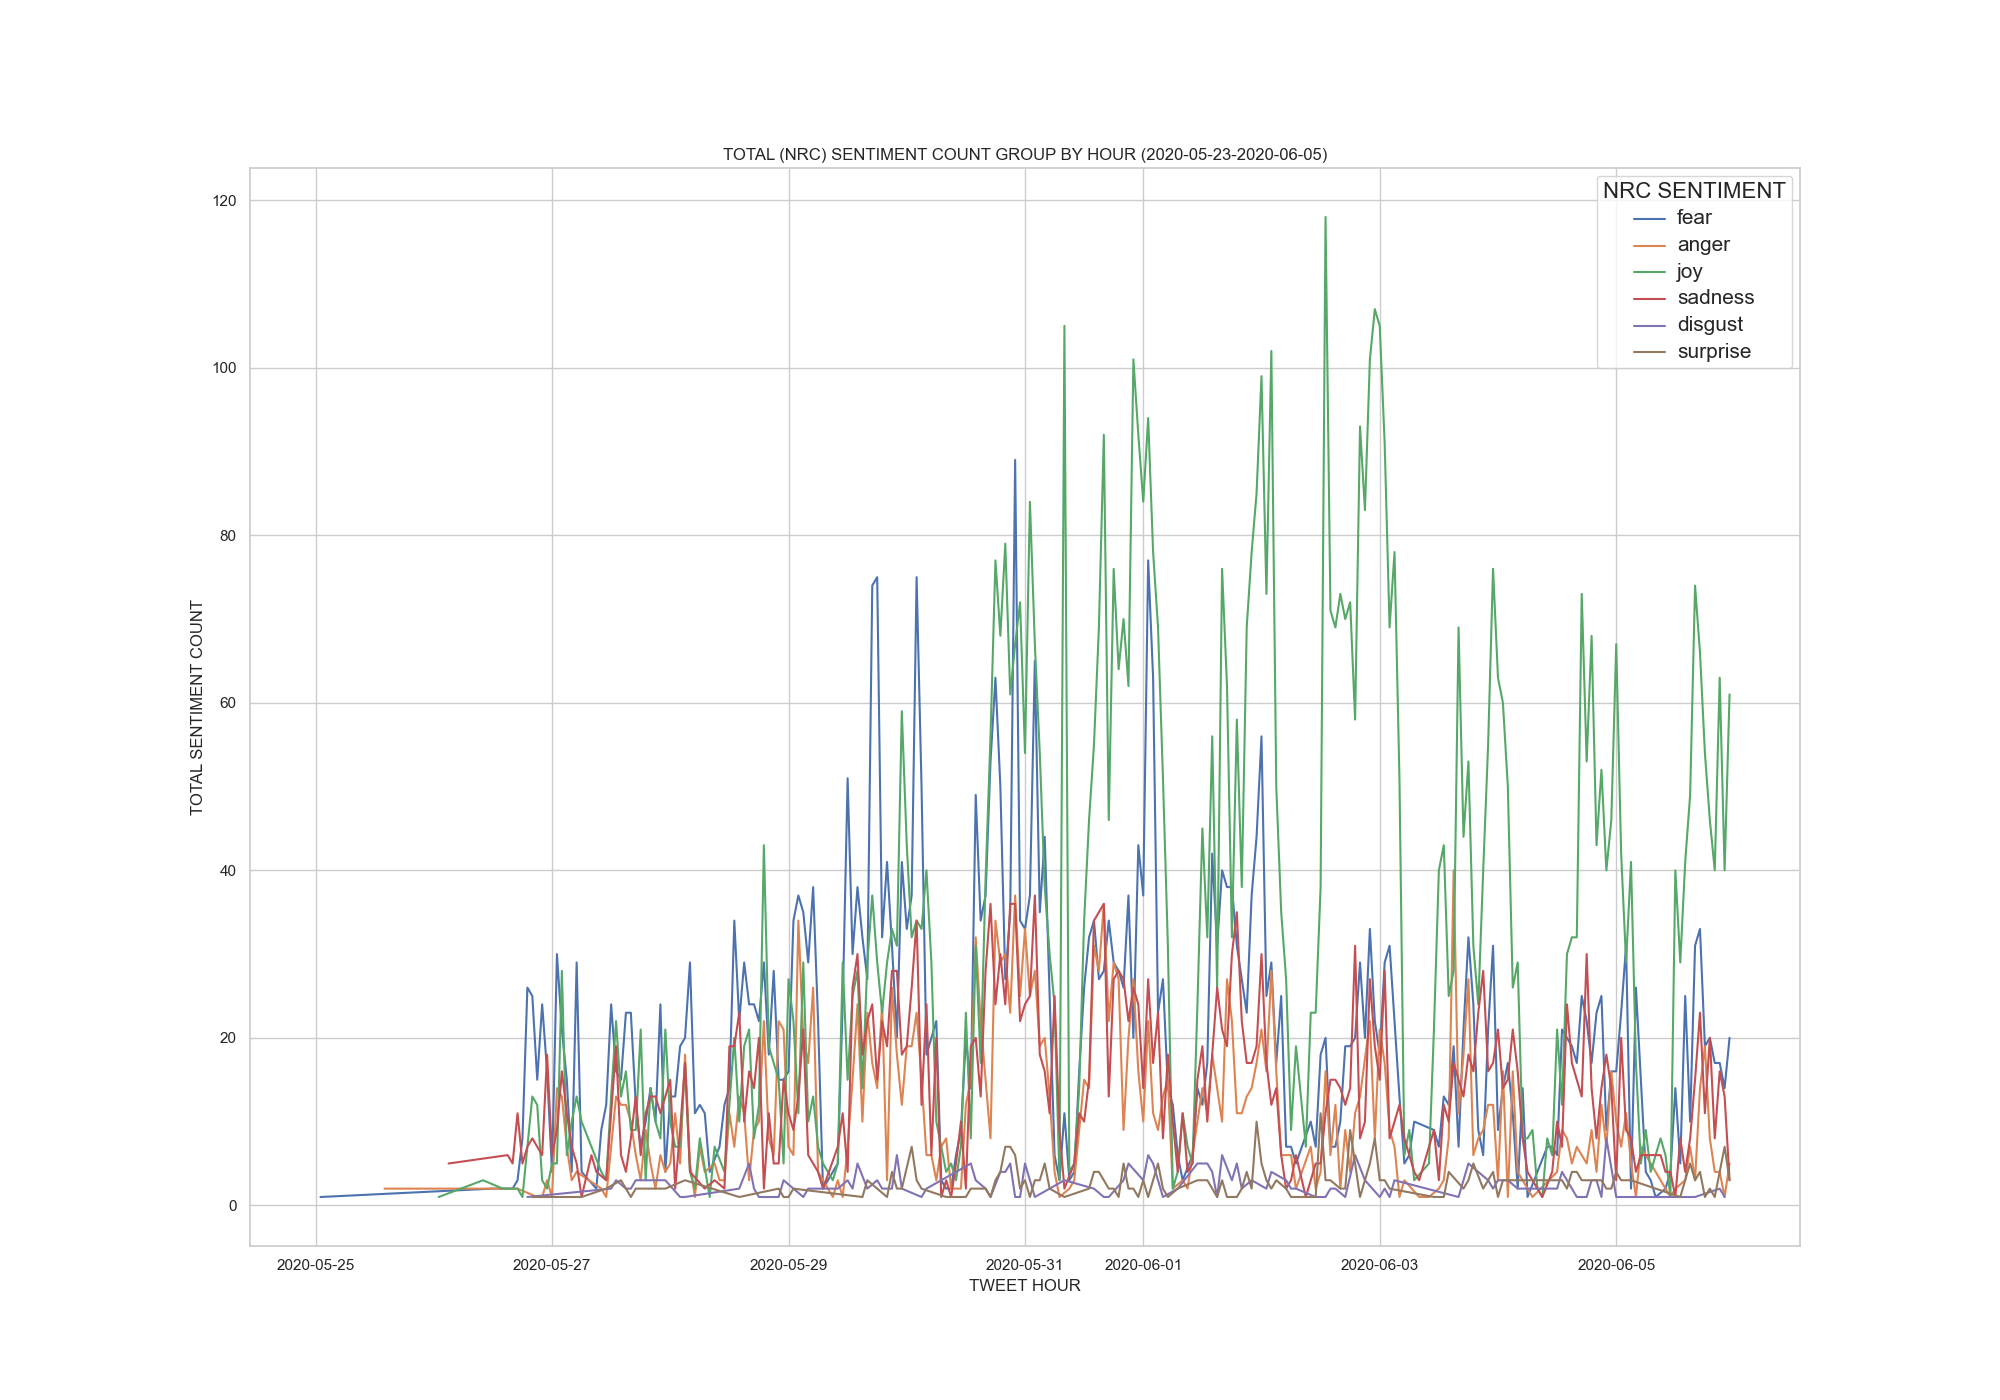 TOTAL (NRC) SENTIMENT COUNT GROUP BY HOUR (2020-05-23-2020-06-05)
NRC SENTIMENT
fear
anger
joy
sadness
disgust
surprise
120
100
80
60
40
20
0
TOTAL SENTIMENT COUNT
2020-05-25
2020-05-27
2020-05-29
2020-05-31
2020-06-01
2020-06-03
2020-06-05
TWEET HOUR